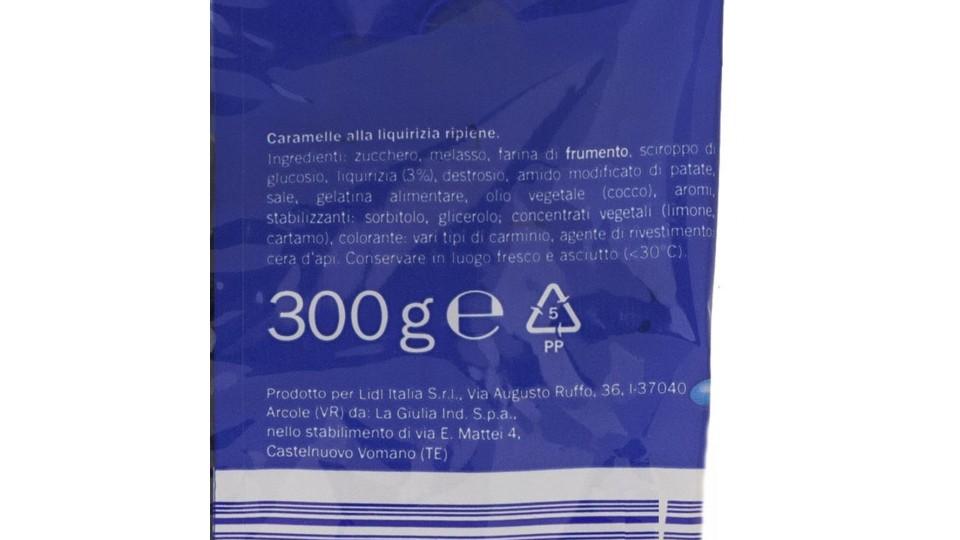 Caramelle alla liquirizia ripiene.
Ingredienti: zucchero, melasso, farina di frumento, sciroppo di
glucosio, liquirizia (3%), destrosio, amido modificato di patate,
sale, gelatina alimentare, olio vegetale (cocco), aromi,
stabilizzanti: sorbitolo, glicerolo; concentrati vegetali (limone,
cartamo), colorante: vari tipi di carminio, agente di rivestimento:
cera d'api. Conservare in luogo fresco e asciutto (<30°C).
300 g e
5
PP
Prodotto per Lidl Italia S.r.l., Via Augusto Ruffo, 36, I-37040
Arcole (VR) da: La Giulia Ind. S.p.a.,
nello stabilimento di via E. Mattei 4,
Castelnuovo Vomano (TE)